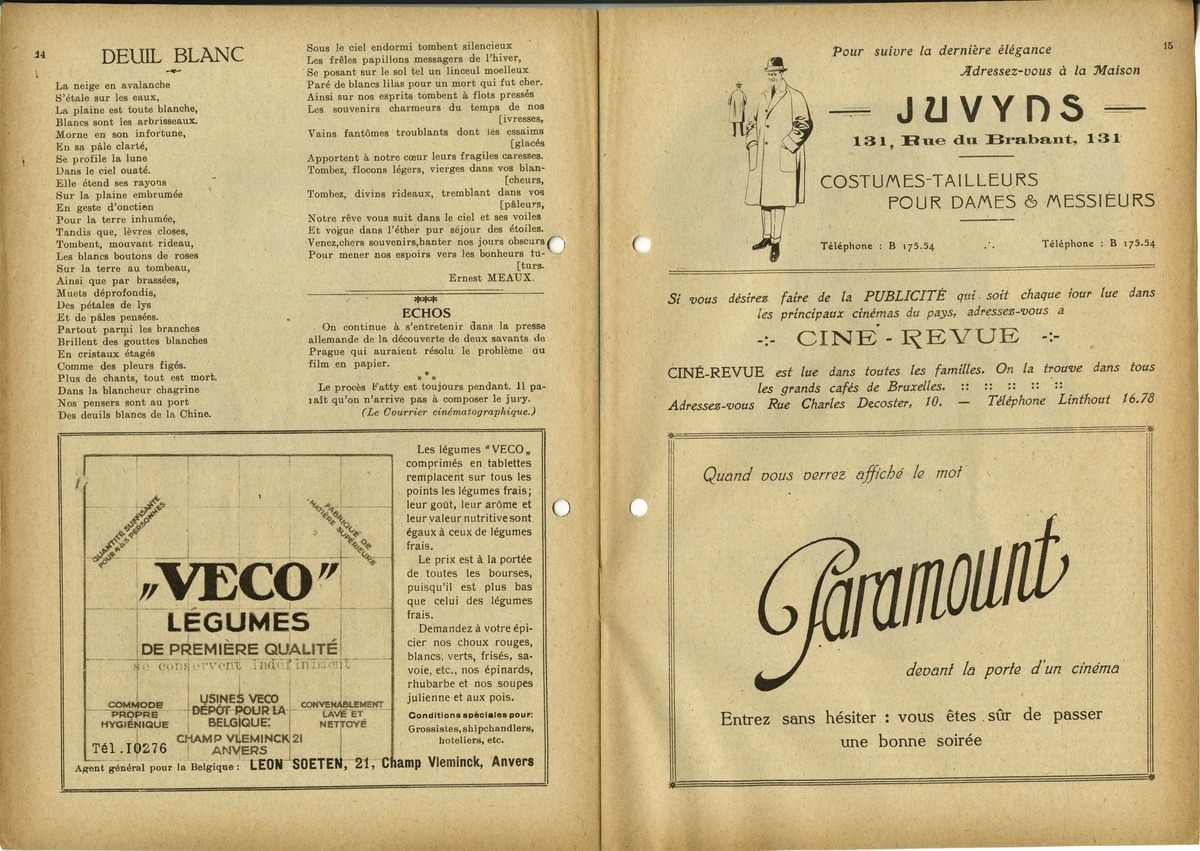 14
DEUIL BLANC
La neige en avalanche
S'étale sur les eaux,
La plaine est toute blanche,
Blancs sont les arbrisseaux.
Morne en son infortune,
En sa pâle clarté,
Se profile la lune
Dans le ciel ouaté.
Elle étend ses rayons
Sur la plaine embrumée
En geste d'onction
Pour la terre inhumée,
Tandis que, lèvres closes,
Tombent, mouvant rideau,
Les blancs boutons de roses
Sur la terre au tombeau,
Ainsi que par brassées,
Muets déprofondis,
Des pétales de lys
Et de pâles pensées.
Partout parmi les branches
Brillent des gouttes blanches
En cristaux étagés
Comme des pleurs figés.
Plus de chants, tout est mort.
Dans la blancheur chagrine
Nos pensers sont au port
Des deuils blancs de la Chine.
Sous le ciel endormi tombent silencieux
Les frêles papillons messagers de l'hiver,
Se posant sur le sol tel un linceul moelleux
Paré de blancs lilas pour un mort qui fut cher.
Ainsi sur nos esprits tombent à flots pressés
Les souvenirs charmeurs du temps de nos
[ivresses,
Vains fantômes troublants dont les essaims
[glacés
Apportent à notre cœur leurs fragiles caresses.
Tombez, flocons légers, vierges dans vos blan-
[cheurs,
Tombez, divins rideaux, tremblant dans vos
[pâleurs,
Notre rêve vous suit dans le ciel et ses voiles
Et vogue dans l'éther pur séjour des étoiles.
Venez,chers souvenirs,hanter nos jours obscurs
Pour mener nos espoirs vers les bonheurs tu-
[turs.
Ernest MEAUX.
***
ECHOS
On continue à s'entretenir dans la presse
allemande de la découverte de deux savants de
Prague qui auraient résolu le problème du
film en papier.
* * *
Le procès Fatty est toujours pendant. Il pa-
raît qu'on n'arrive pas à composer le jury.
(Le Courrier cinématographique.)
QUANTITÉ SUFFISANTE
POUR 4 à 5 PERSONNES
FABRIQUÉ DE
MATIÈRE SUPÉRIEURE
„VECO"
LÉGUMES
DE PREMIÈRE QUALITÉ
se conservent indéfiniment
COMMODE
PROPRE
HYGIÉNIQUE
USINES VECO
DÉPÔT POUR LA
BELGIQUE:
CHAMP VLEMINCK 21
ANVERS
CONVENABLEMENT
LAVÉ ET
NETTOYÉ
Tél.10276
Les légumes "VECO„
comprimés en tablettes
remplacent sur tous les
points les légumes frais;
leur goût, leur arôme et
leur valeur nutritive sont
égaux à ceux de légumes
frais.
Le prix est à la portée
de toutes les bourses,
puisqu'il est plus bas
que celui des légumes
frais.
Demandez à votre épi-
cier nos choux rouges,
blancs, verts, frisés, sa-
voie, etc., nos épinards,
rhubarbe et nos soupes
julienne et aux pois.
Conditions spéciales pour:
Grossistes, shipchandlers,
hoteliers, etc.
Agent général pour la Belgique : LEON SOETEN, 21, Champ Vleminck, Anvers
15
Pour suivre la dernière élégance
Adressez-vous à la Maison
JUVYNS
131, Rue du Brabant, 131
COSTUMES-TAILLEURS
POUR DAMES & MESSIEURS
Téléphone : B 175.54 .·. Téléphone : B 175.54
Si vous désirez faire de la PUBLICITÉ qui soit chaque jour lue dans
les principaux cinémas du pays, adressez-vous a
-:- CINÉ-REVUE -:-
CINÉ-REVUE est lue dans toutes les familles. On la trouve dans tous
les grands cafés de Bruxelles. :: :: :: :: ::
Adressez-vous Rue Charles Decoster, 10. — Téléphone Linthout 16.78
Quand vous verrez affiché le mot
Paramount
devant la porte d'un cinéma
Entrez sans hésiter : vous êtes sûr de passer
une bonne soirée